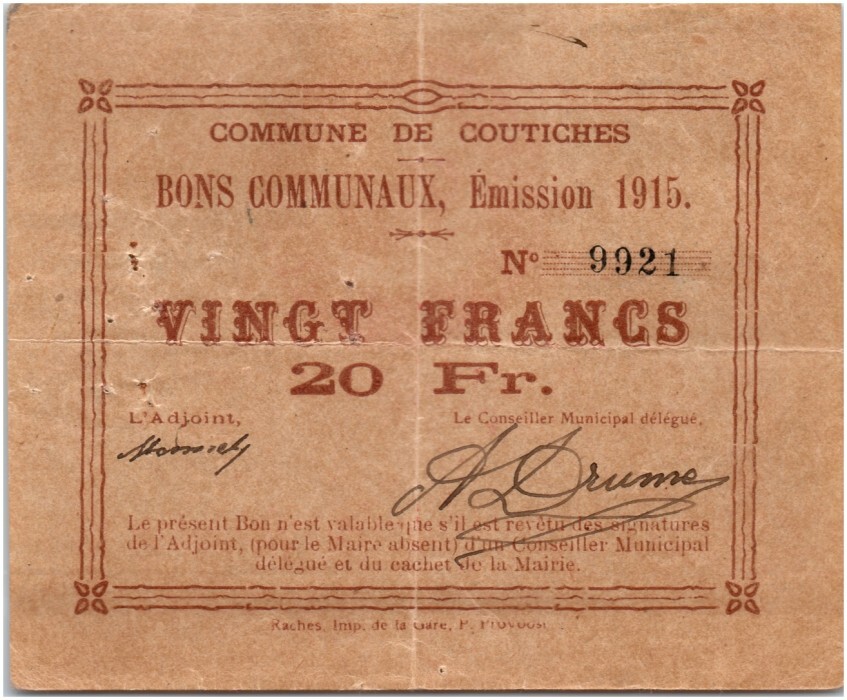 COMMUNE DE COUTICHES
BONS COMMUNAUX, Émission 1915.
Nº 9921
VINGT FRANCS
20 Fr.
L'Adjoint,
Le Conseiller Municipal délégué,
A Drume
Le présent Bon n'est valable que s'il est revêtu des signatures
de l'Adjoint, (pour le Maire absent) d'un Conseiller Municipal
délégué et du cachet de la Mairie.
Raches, Imp. de la Gare, P. Provoost